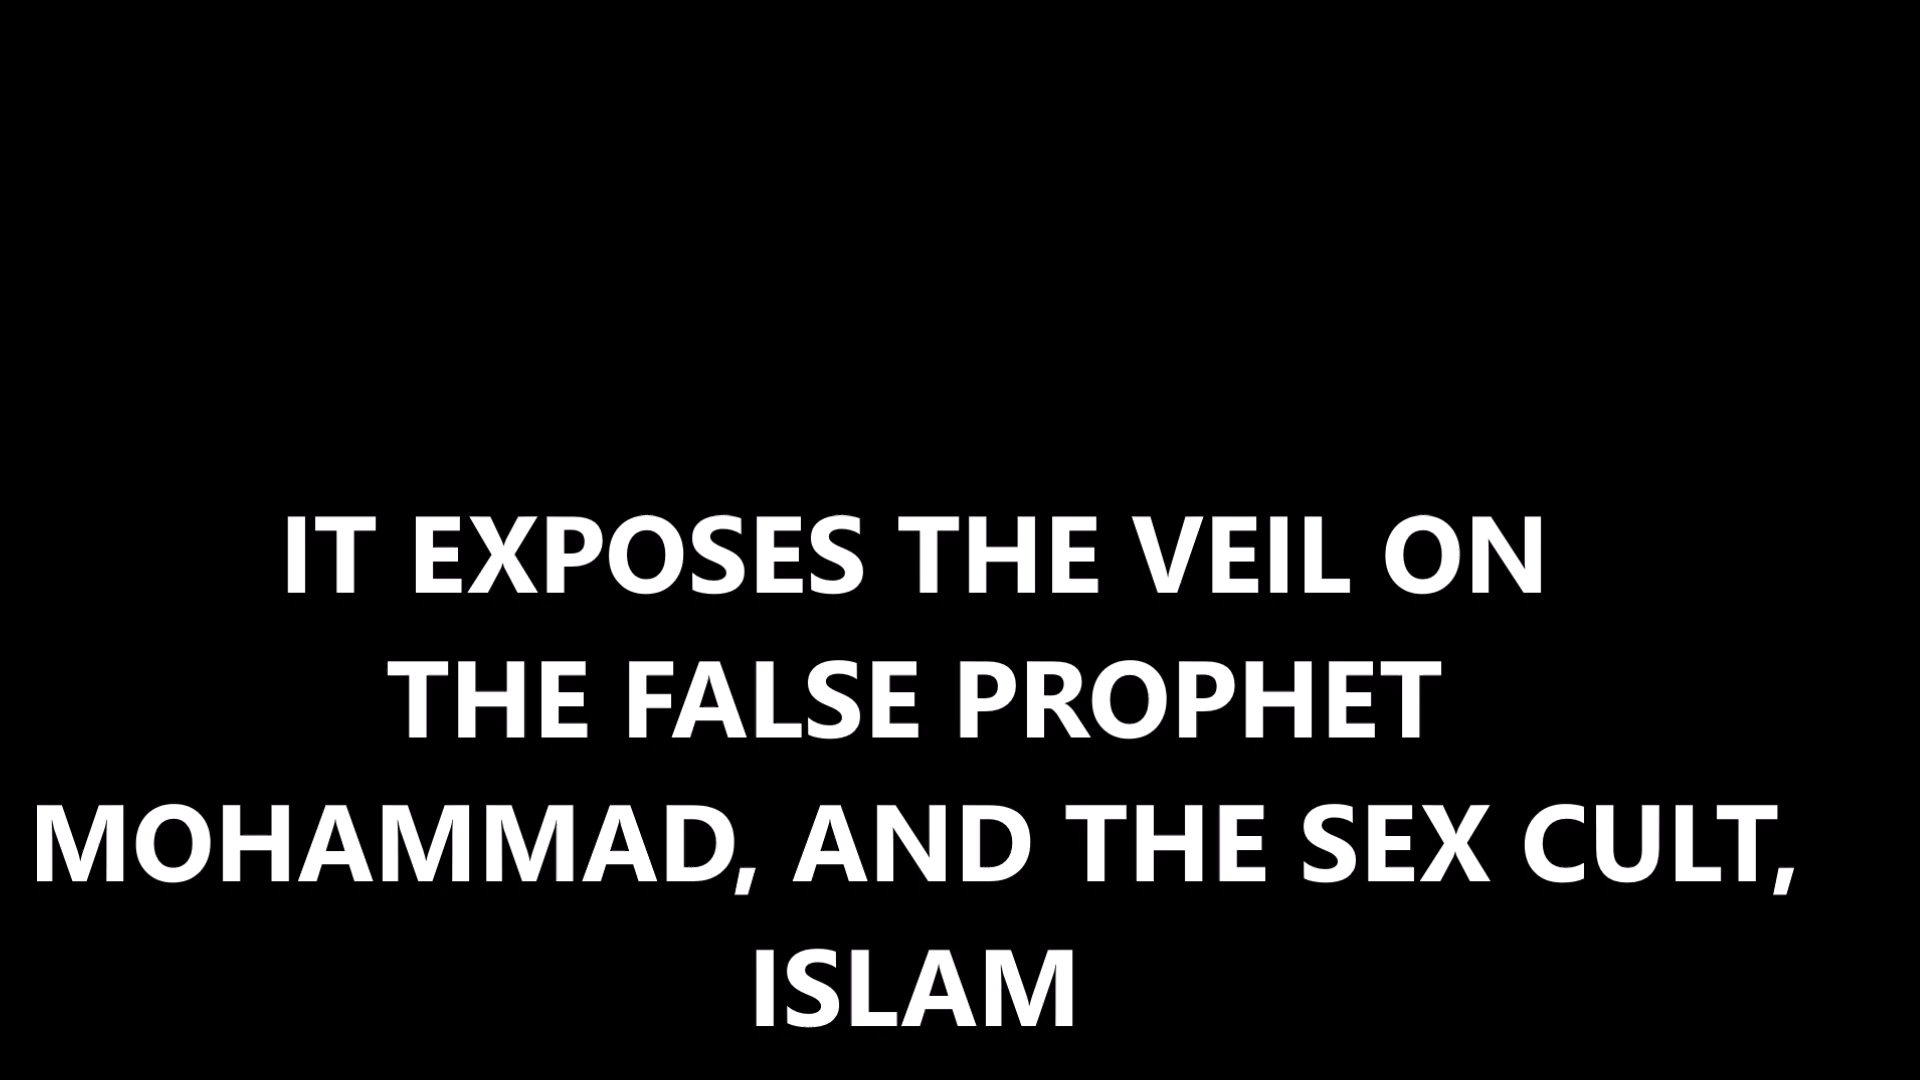 IT EXPOSES THE VEIL ON
THE FALSE PROPHET
MOHAMMAD, AND THE SEX CULT,
ISLAM